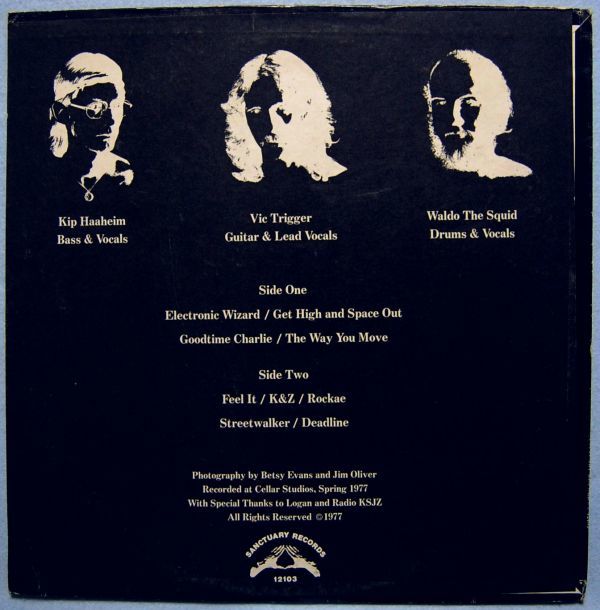 Kip Haaheim
Bass & Vocals
Vic Trigger
Guitar & Lead Vocals
Waldo The Squid
Drums & Vocals
Side One
Electronic Wizard / Get High and Space Out
Goodtime Charlie / The Way You Move
Side Two
Feel It / K&Z / Rockae
Streetwalker / Deadline
Photography by Betsy Evans and Jim Oliver
Recorded at Cellar Studios, Spring 1977
With Special Thanks to Logan and Radio KSJZ
All Rights Reserved ©1977
SANCTUARY RECORDS
12103